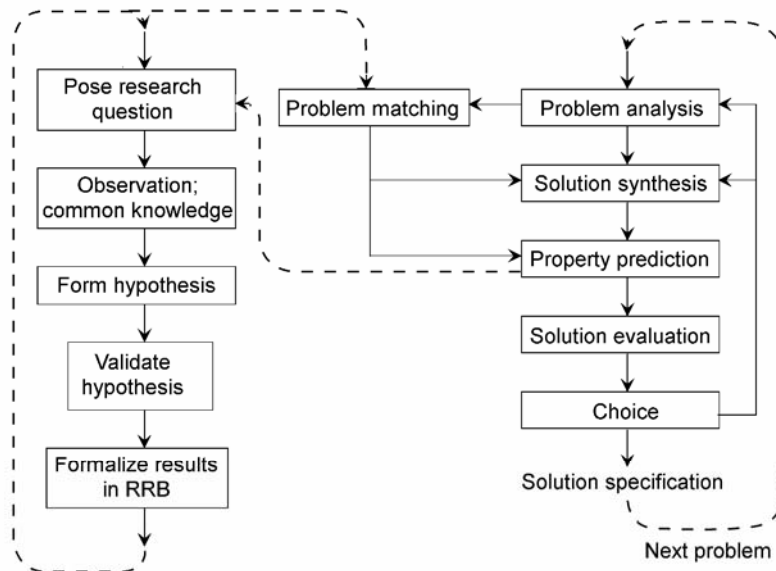 Pose research
question
Observation;
common knowledge
Form hypothesis
Validate
hypothesis
Formalize results
in RRB
Problem matching
Problem analysis
Solution synthesis
Property prediction
Solution evaluation
Choice
Solution specification
Next problem